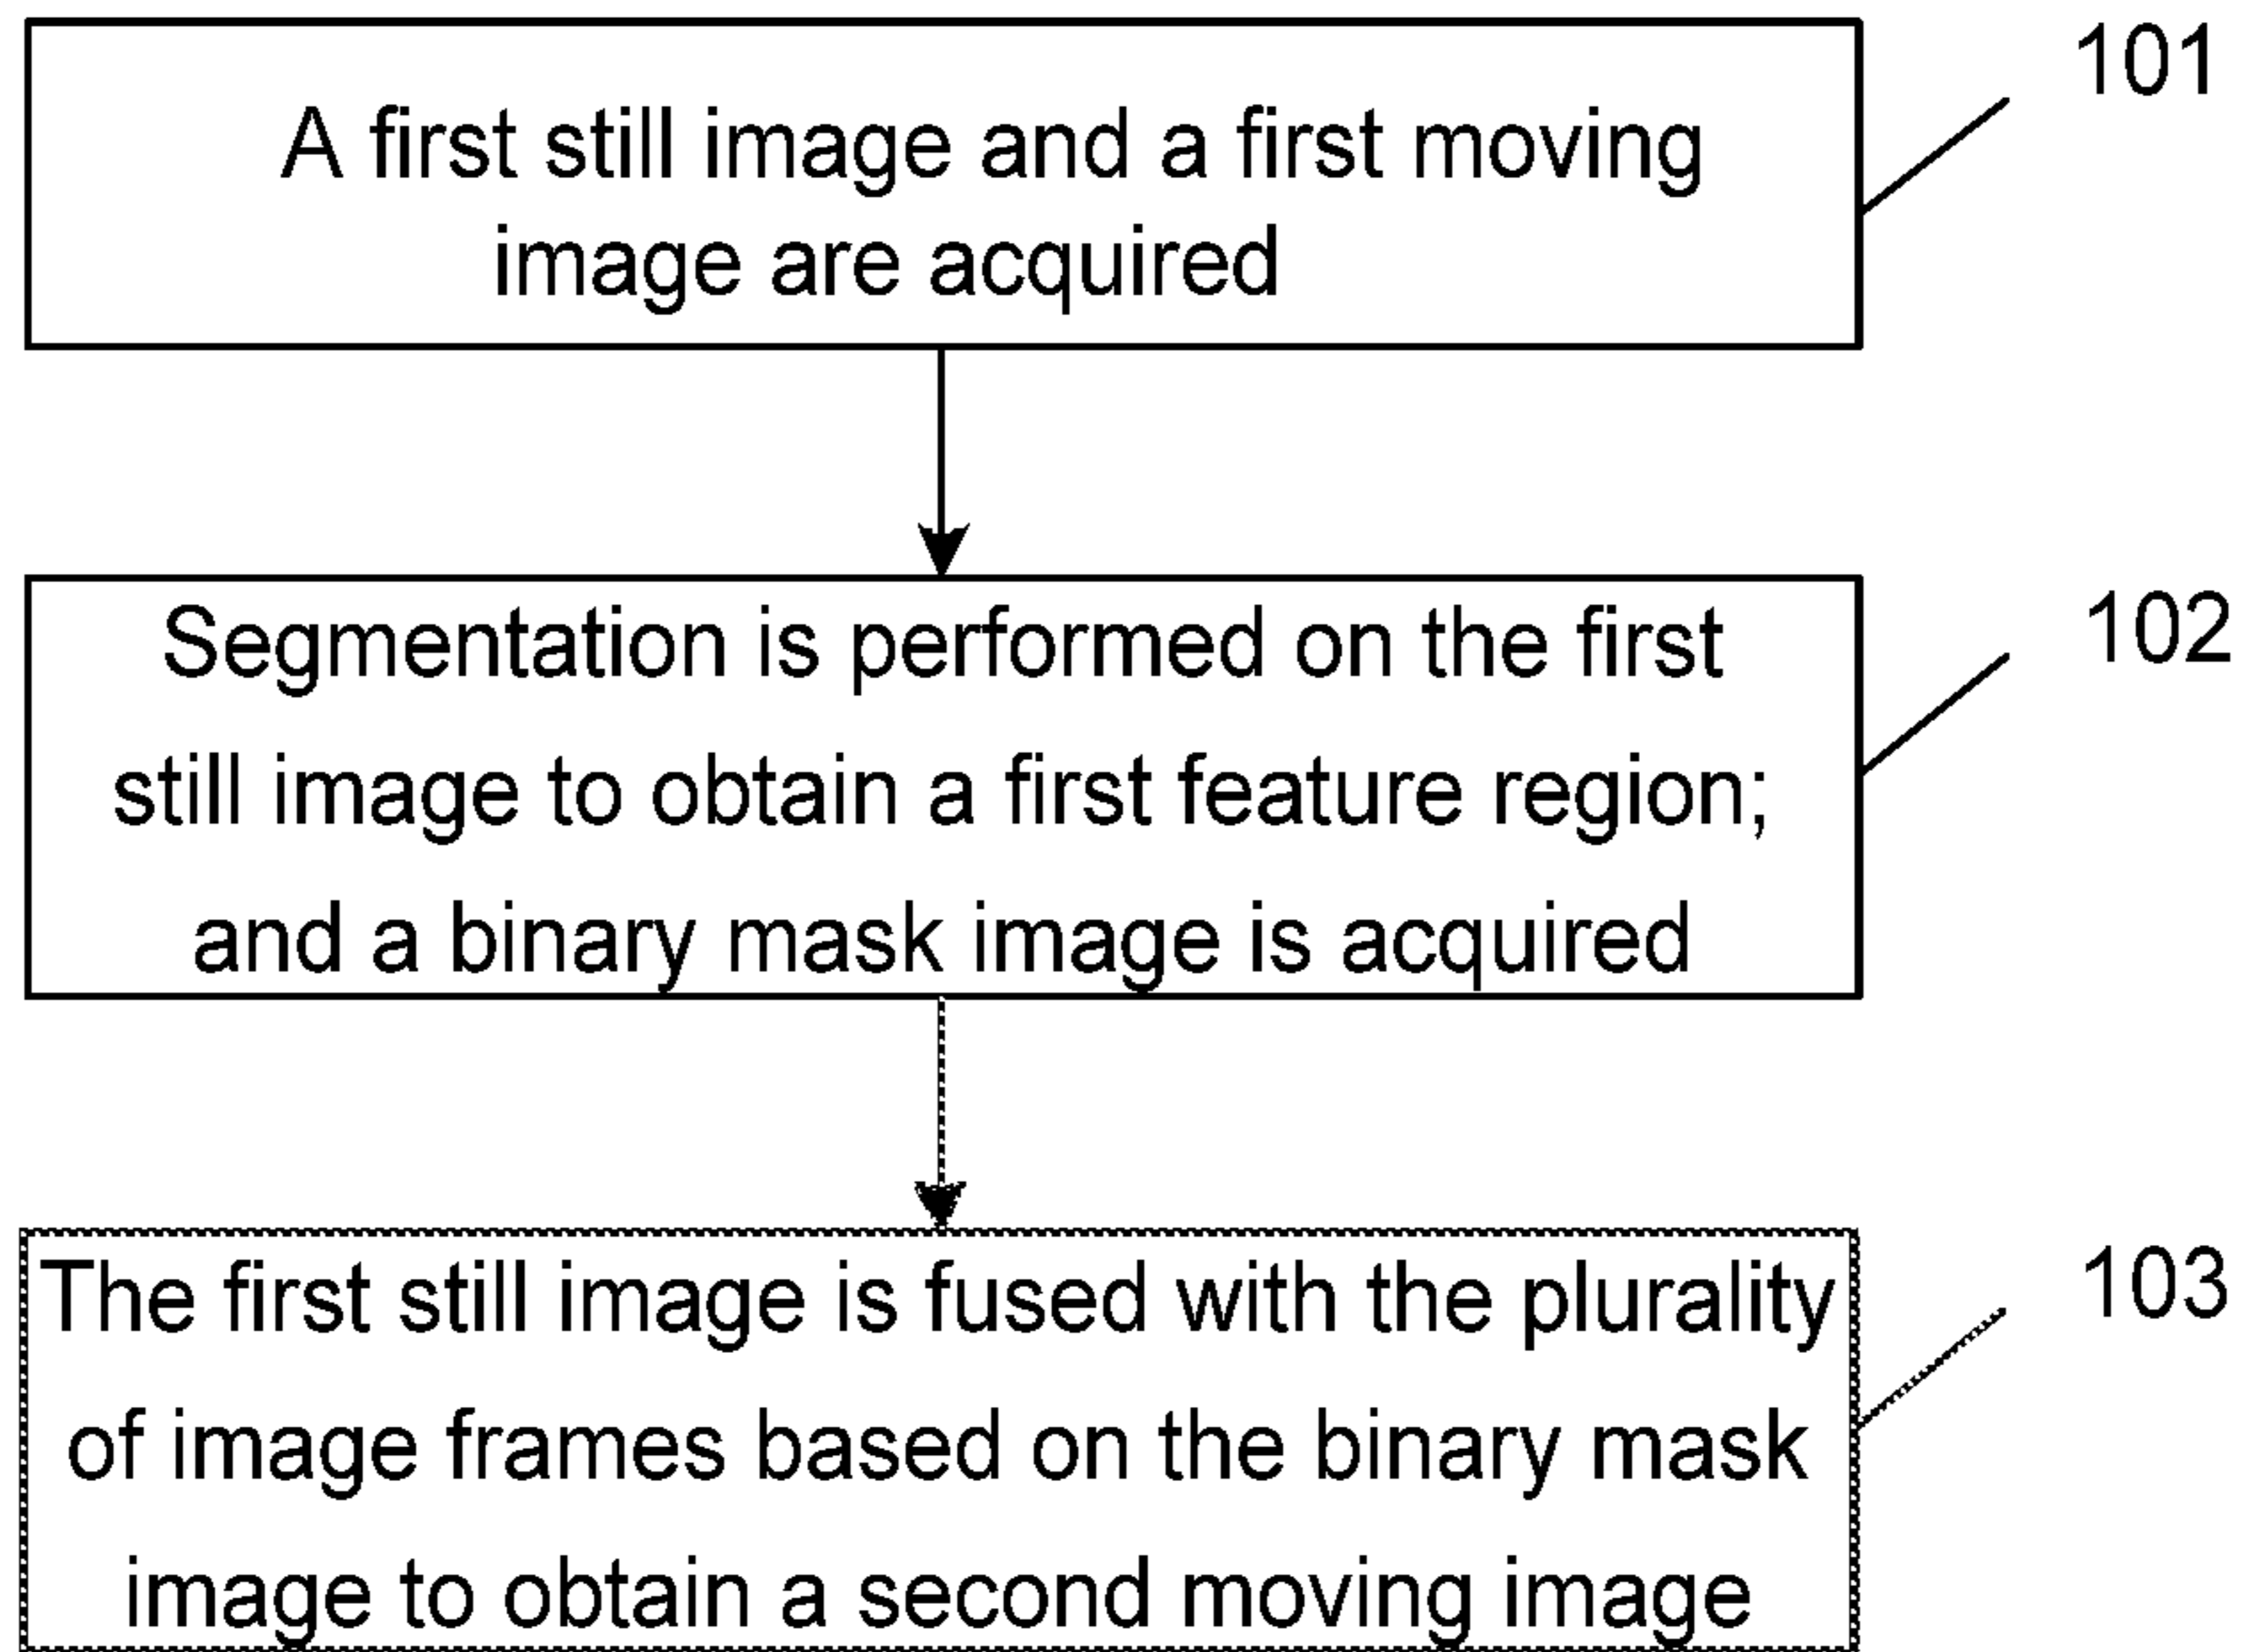 101
A first still image and a first moving
image are acquired
102
Segmentation is performed on the first
still image to obtain a first feature region;
and a binary mask image is acquired
103
The first still image is fused with the plurality
of image frames based on the binary mask
image to obtain a second moving image